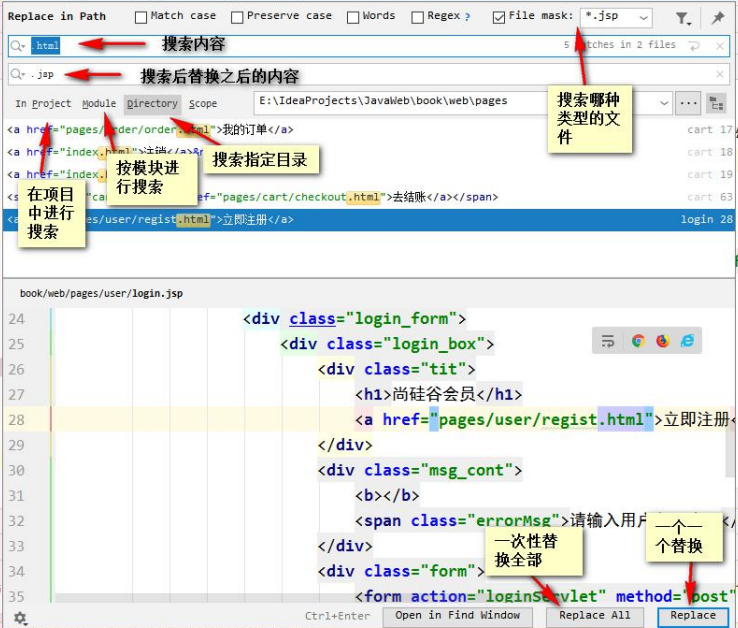 Replace in Path Match case Preserve case Words Regex ? File mask: *.jsp
.html 搜索内容 5 matches in 2 files
.jsp 搜索后替换之后的内容
In Project Module Directory Scope E:\IdeaProjects\JavaWeb\book\web\pages ...
搜索哪种
类型的文
件
<a href="pages/order/order.html">我的订单</a> cart 17
<a href="index.html">注销</a>&n cart 18
搜索指定目录
按模块进
行搜索
<a href="index.h cart 19
<s "car ef="pages/cart/checkout.html">去结账</a></span> cart 63
在项目
中进行
搜索
<a es/user/regist.html">立即注册</a> login 28
book/web/pages/user/login.jsp
24 <div class="login_form">
25 <div class="login_box">
26 <div class="tit">
27 <h1>尚硅谷会员</h1>
28 <a href="pages/user/regist.html">立即注册<
29 </div>
30 <div class="msg_cont">
31 <b></b>
32 <span class="errorMsg">请输入用户 </
33 </div>
34 <div class="form">
35 <form action="loginServlet" method="post"
一次性替
换全部
一个一
个替换
Ctrl+Enter Open in Find Window Replace All Replace